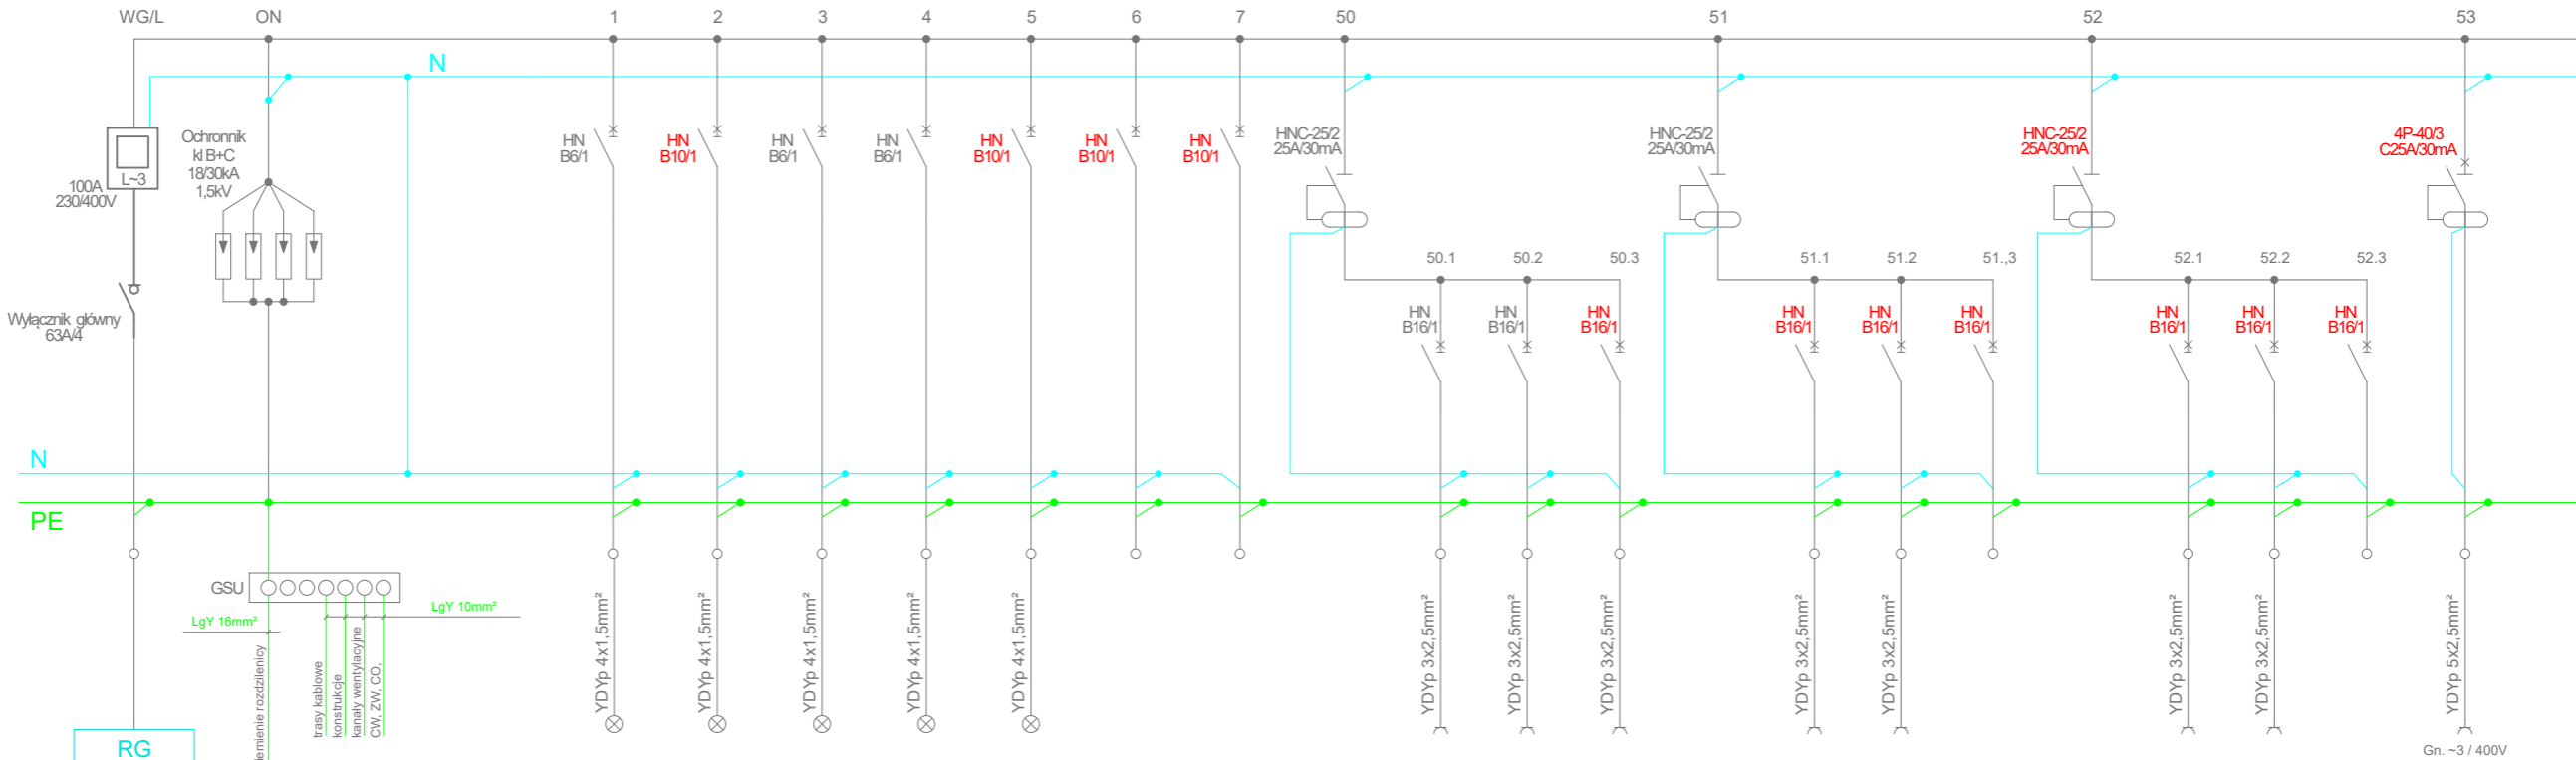 WG/L ON 1 2 3 4 5 6 7 50 51 52 53
N
Ochronnik
kl B+C
18/30kA
1,5kV
L~3
100A
230/400V
Wyłącznik główny
63A/4
HN
B6/1
HN
B10/1
HN
B6/1
HN
B6/1
HN
B10/1
HN
B10/1
HN
B10/1
HNC-25/2
25A/30mA
HNC-25/2
25A/30mA
HNC-25/2
25A/30mA
4P-40/3
C25A/30mA
50.1 50.2 50.3 51.1 51.2 51.,3 52.1 52.2 52.3
HN
B16/1
HN
B16/1
HN
B16/1
HN
B16/1
HN
B16/1
HN
B16/1
HN
B16/1
HN
B16/1
HN
B16/1
N
PE
GSU
LgY 16mm²
LgY 10mm²
iemienie rozdzilenicy
trasy kablowe
konstrukcje
kanały wentylacyjne
CW, ZW, CO,
YDYp 4x1,5mm²
YDYp 4x1,5mm²
YDYp 4x1,5mm²
YDYp 4x1,5mm²
YDYp 4x1,5mm²
YDYp 3x2,5mm²
YDYp 3x2,5mm²
YDYp 3x2,5mm²
YDYp 3x2,5mm²
YDYp 3x2,5mm²
YDYp 3x2,5mm²
YDYp 3x2,5mm²
YDYp 5x2,5mm²
RG
Gn. ~3 / 400V